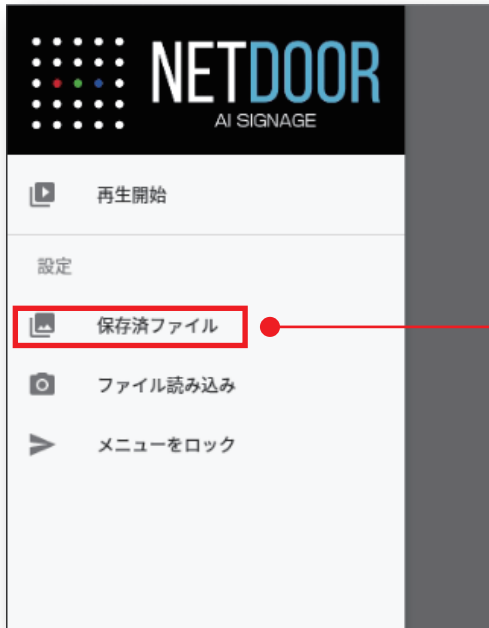 NETDOOR
AI SIGNAGE
再生開始
設定
保存済ファイル
ファイル読み込み
メニューをロック